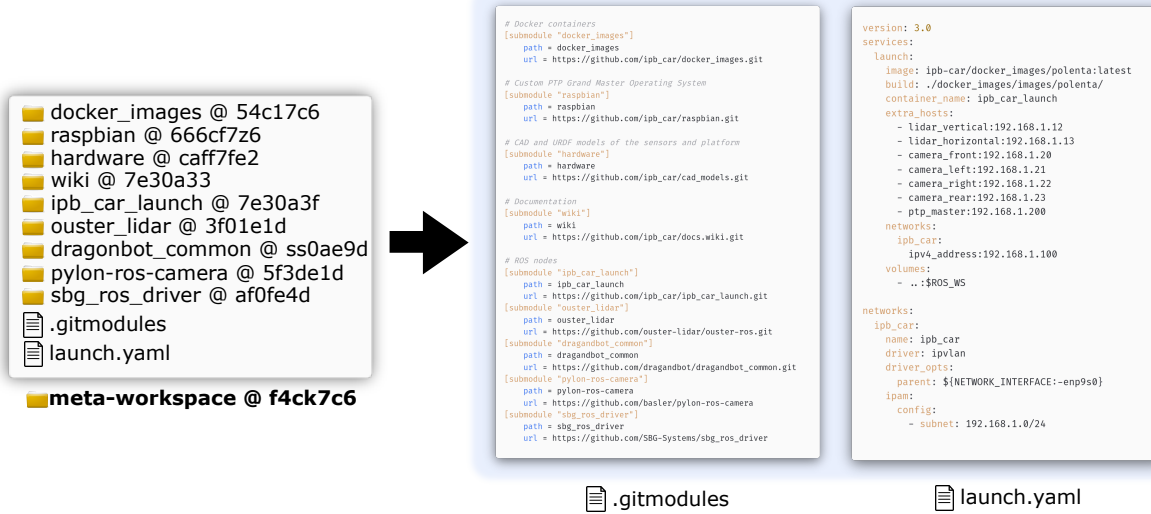 docker_images @ 54c17c6
raspbian @ 666cf7z6
hardware @ caff7fe2
wiki @ 7e30a33
ipb_car_launch @ 7e30a3f
ouster_lidar @ 3f01e1d
dragonbot_common @ ss0ae9d
pylon-ros-camera @ 5f3de1d
sbg_ros_driver @ af0fe4d
.gitmodules
launch.yaml
meta-workspace @ f4ck7c6
# Docker containers
[submodule "docker_images"]
path = docker_images
url = https://github.com/ipb_car/docker_images.git
# Custom PTP Grand Master Operating System
[submodule "raspbian"]
path = raspbian
url = https://github.com/ipb_car/raspbian.git
# CAD and URDF models of the sensors and platform
[submodule "hardware"]
path = hardware
url = https://github.com/ipb_car/cad_models.git
# Documentation
[submodule "wiki"]
path = wiki
url = https://github.com/ipb_car/docs.wiki.git
# ROS nodes
[submodule "ipb_car_launch"]
path = ipb_car_launch
url = https://github.com/ipb_car/ipb_car_launch.git
[submodule "ouster_lidar"]
path = ouster_lidar
url = https://github.com/ouster-lidar/ouster-ros.git
[submodule "dragandbot_common"]
path = dragandbot_common
url = https://github.com/dragandbot/dragandbot_common.git
[submodule "pylon-ros-camera"]
path = pylon-ros-camera
url = https://github.com/basler/pylon-ros-camera
[submodule "sbg_ros_driver"]
path = sbg_ros_driver
url = https://github.com/SBG-Systems/sbg_ros_driver
.gitmodules
version: 3.0
services:
launch:
image: ipb-car/docker_images/polenta:latest
build: ./docker_images/images/polenta/
container_name: ipb_car_launch
extra_hosts:
- lidar_vertical:192.168.1.12
- lidar_horizontal:192.168.1.13
- camera_front:192.168.1.20
- camera_left:192.168.1.21
- camera_right:192.168.1.22
- camera_rear:192.168.1.23
- ptp_master:192.168.1.200
networks:
ipb_car:
ipv4_address:192.168.1.100
volumes:
- ..:$ROS_WS
networks:
ipb_car:
name: ipb_car
driver: ipvlan
driver_opts:
parent: ${NETWORK_INTERFACE:-enp9s0}
ipam:
config:
- subnet: 192.168.1.0/24
launch.yaml